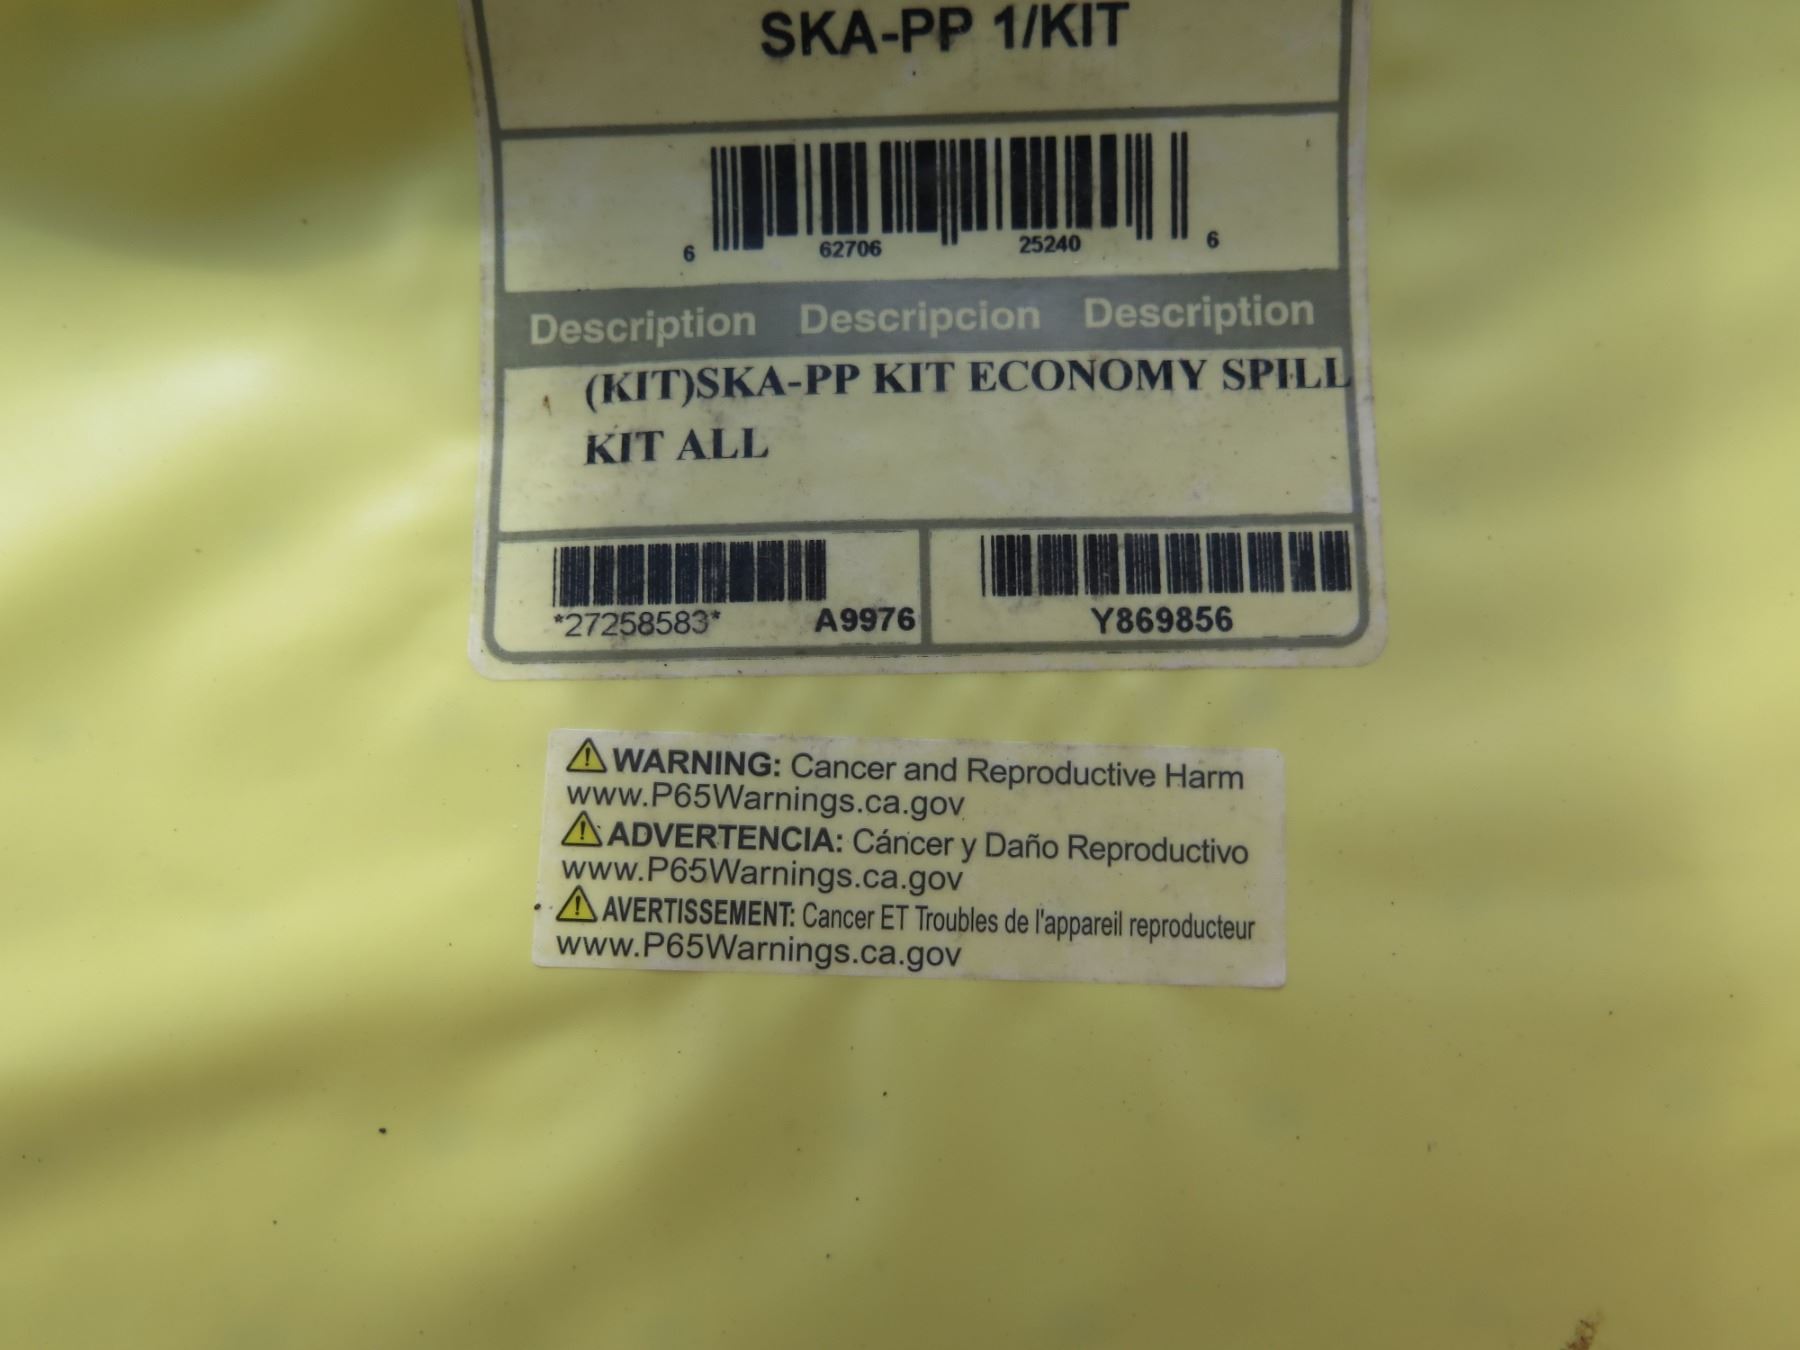 SKA-PP 1/KIT
6 62706 25240 6
Description Descripcion Description
(KIT)SKA-PP KIT ECONOMY SPILL
KIT ALL
*27258583* A9976 Y869856
WARNING: Cancer and Reproductive Harm
www.P65Warnings.ca.gov
ADVERTENCIA: Cáncer y Daño Reproductivo
www.P65Warnings.ca.gov
AVERTISSEMENT: Cancer ET Troubles de l'appareil reproducteur
www.P65Warnings.ca.gov